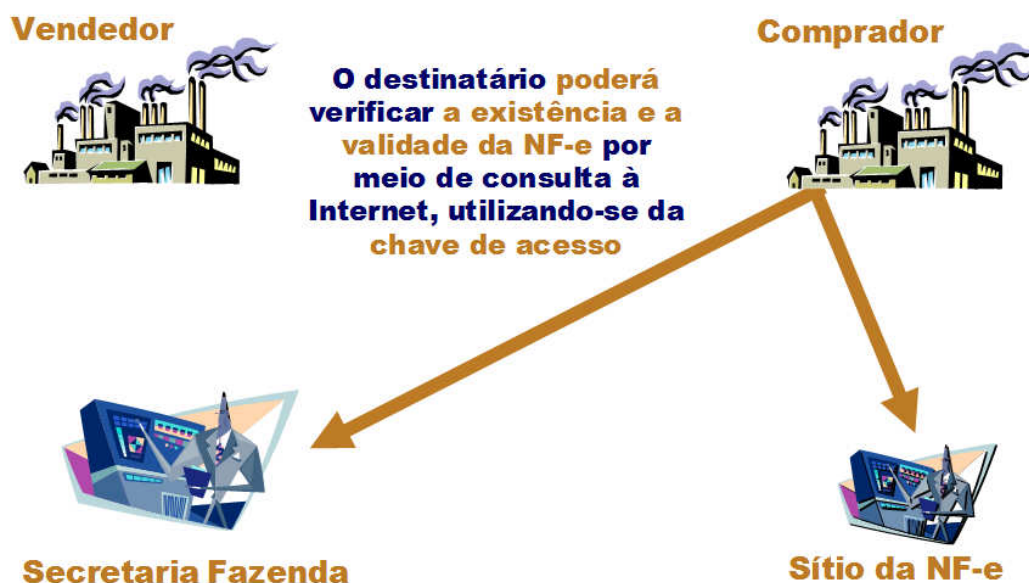 Vendedor
Comprador
O destinatário poderá
verificar a existência e a
validade da NF-e por
meio de consulta à
Internet, utilizando-se da
chave de acesso
Secretaria Fazenda
Sítio da NF-e